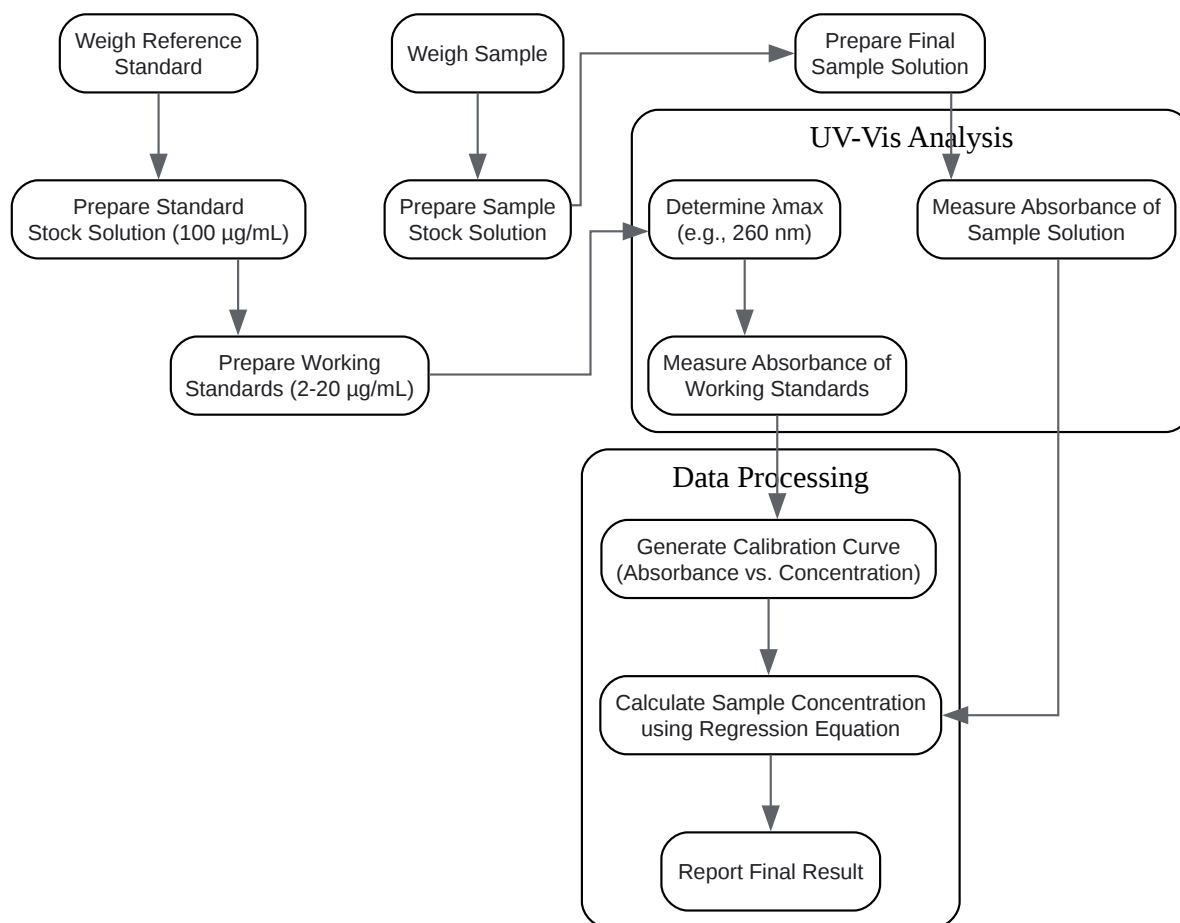 Weigh Reference
Standard
Weigh Sample
Prepare Final
Sample Solution
UV-Vis Analysis
Prepare Standard
Stock Solution (100 µg/mL)
Prepare Sample
Stock Solution
Determine λmax
(e.g., 260 nm)
Measure Absorbance of
Sample Solution
Prepare Working
Standards (2-20 µg/mL)
Measure Absorbance of
Working Standards
Data Processing
Generate Calibration Curve
(Absorbance vs. Concentration)
Calculate Sample Concentration
using Regression Equation
Report Final Result